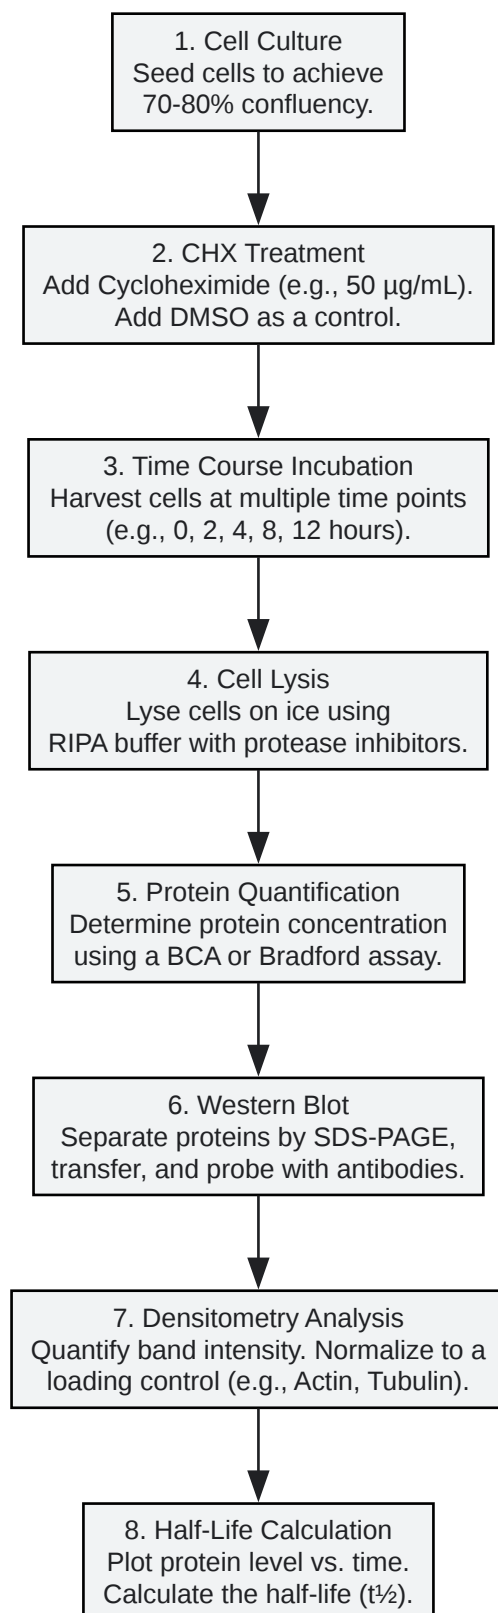 1. Cell Culture
Seed cells to achieve
70-80% confluency.
2. CHX Treatment
Add Cycloheximide (e.g., 50 µg/mL).
Add DMSO as a control.
3. Time Course Incubation
Harvest cells at multiple time points
(e.g., 0, 2, 4, 8, 12 hours).
4. Cell Lysis
Lyse cells on ice using
RIPA buffer with protease inhibitors.
5. Protein Quantification
Determine protein concentration
using a BCA or Bradford assay.
6. Western Blot
Separate proteins by SDS-PAGE,
transfer, and probe with antibodies.
7. Densitometry Analysis
Quantify band intensity. Normalize to a
loading control (e.g., Actin, Tubulin).
8. Half-Life Calculation
Plot protein level vs. time.
Calculate the half-life (t½).